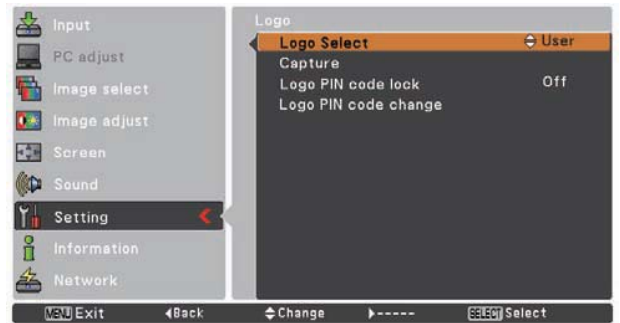 Input
PC adjust
Image select
Image adjust
Screen
Sound
Setting
Information
Network
Logo
Logo Select User
Capture
Logo PIN code lock Off
Logo PIN code change
MENU Exit Back Change ----- SELECT Select